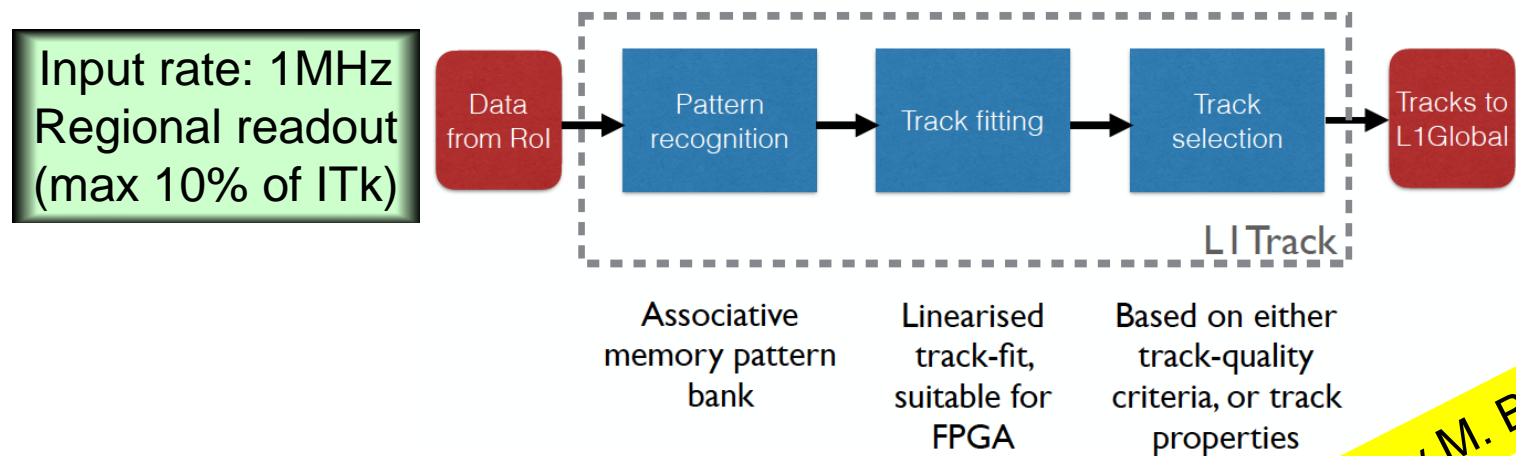 Input rate: 1MHz
Regional readout
(max 10% of ITk)
Data
from RoI
Pattern
recognition
Track fitting
Track
selection
Tracks to
L1Global
L1Track
Associative
memory pattern
bank
Linearised
track-fit,
suitable for
FPGA
Based on either
track-quality
criteria, or track
properties
M.